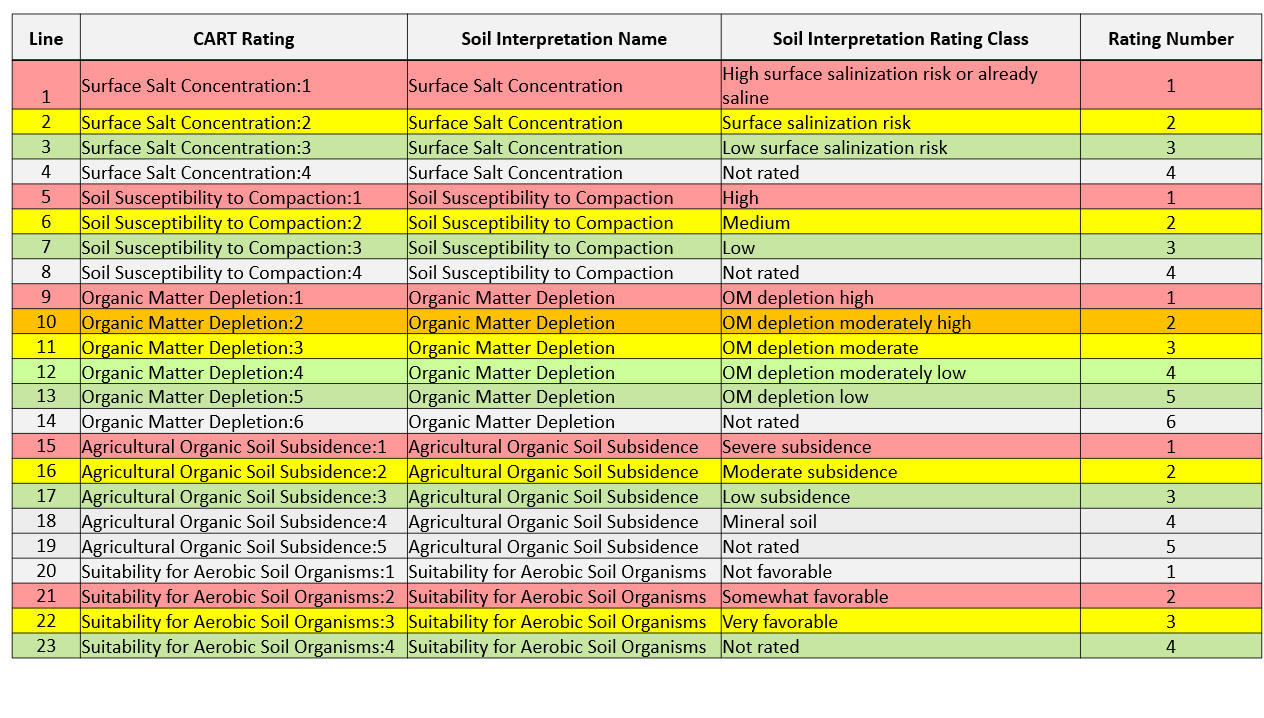 Line CART Rating Soil Interpretation Name Soil Interpretation Rating Class Rating Number
1 Surface Salt Concentration:1 Surface Salt Concentration High surface salinization risk or already
saline 1
2 Surface Salt Concentration:2 Surface Salt Concentration Surface salinization risk 2
3 Surface Salt Concentration:3 Surface Salt Concentration Low surface salinization risk 3
4 Surface Salt Concentration:4 Surface Salt Concentration Not rated 4
5 Soil Susceptibility to Compaction:1 Soil Susceptibility to Compaction High 1
6 Soil Susceptibility to Compaction:2 Soil Susceptibility to Compaction Medium 2
7 Soil Susceptibility to Compaction:3 Soil Susceptibility to Compaction Low 3
8 Soil Susceptibility to Compaction:4 Soil Susceptibility to Compaction Not rated 4
9 Organic Matter Depletion:1 Organic Matter Depletion OM depletion high 1
10 Organic Matter Depletion:2 Organic Matter Depletion OM depletion moderately high 2
11 Organic Matter Depletion:3 Organic Matter Depletion OM depletion moderate 3
12 Organic Matter Depletion:4 Organic Matter Depletion OM depletion moderately low 4
13 Organic Matter Depletion:5 Organic Matter Depletion OM depletion low 5
14 Organic Matter Depletion:6 Organic Matter Depletion Not rated 6
15 Agricultural Organic Soil Subsidence:1 Agricultural Organic Soil Subsidence Severe subsidence 1
16 Agricultural Organic Soil Subsidence:2 Agricultural Organic Soil Subsidence Moderate subsidence 2
17 Agricultural Organic Soil Subsidence:3 Agricultural Organic Soil Subsidence Low subsidence 3
18 Agricultural Organic Soil Subsidence:4 Agricultural Organic Soil Subsidence Mineral soil 4
19 Agricultural Organic Soil Subsidence:5 Agricultural Organic Soil Subsidence Not rated 5
20 Suitability for Aerobic Soil Organisms:1 Suitability for Aerobic Soil Organisms Not favorable 1
21 Suitability for Aerobic Soil Organisms:2 Suitability for Aerobic Soil Organisms Somewhat favorable 2
22 Suitability for Aerobic Soil Organisms:3 Suitability for Aerobic Soil Organisms Very favorable 3
23 Suitability for Aerobic Soil Organisms:4 Suitability for Aerobic Soil Organisms Not rated 4